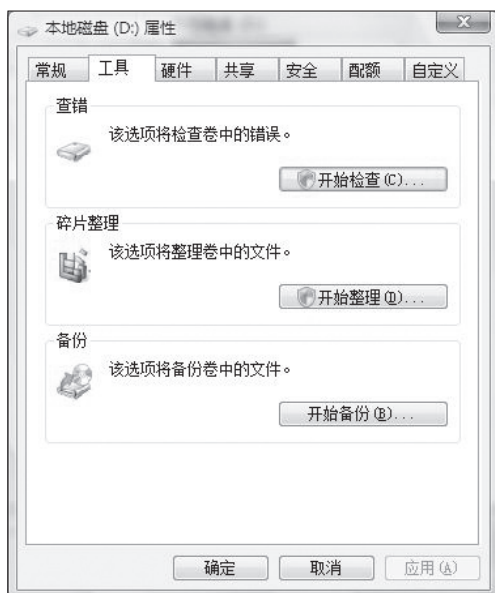 本地磁盘 (D:) 属性
常规 工具 硬件 共享 安全 配额 自定义
查错
该选项将检查卷中的错误。
开始检查(C)...
碎片整理
该选项将整理卷中的文件。
开始整理(D)...
备份
该选项将备份卷中的文件。
开始备份(B)...
确定 取消 应用(A)